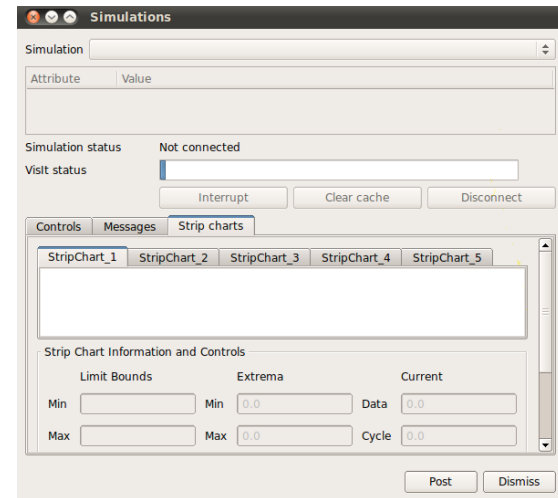 Simulations
Simulation
Attribute Value
Simulation status Not connected
VisIt status
Interrupt Clear cache Disconnect
Controls Messages Strip charts
StripChart_1 StripChart_2 StripChart_3 StripChart_4 StripChart_5
Strip Chart Information and Controls
Limit Bounds Extrema Current
Min Min 0.0 Data 0.0
Max Max 0.0 Cycle 0.0
Post Dismiss